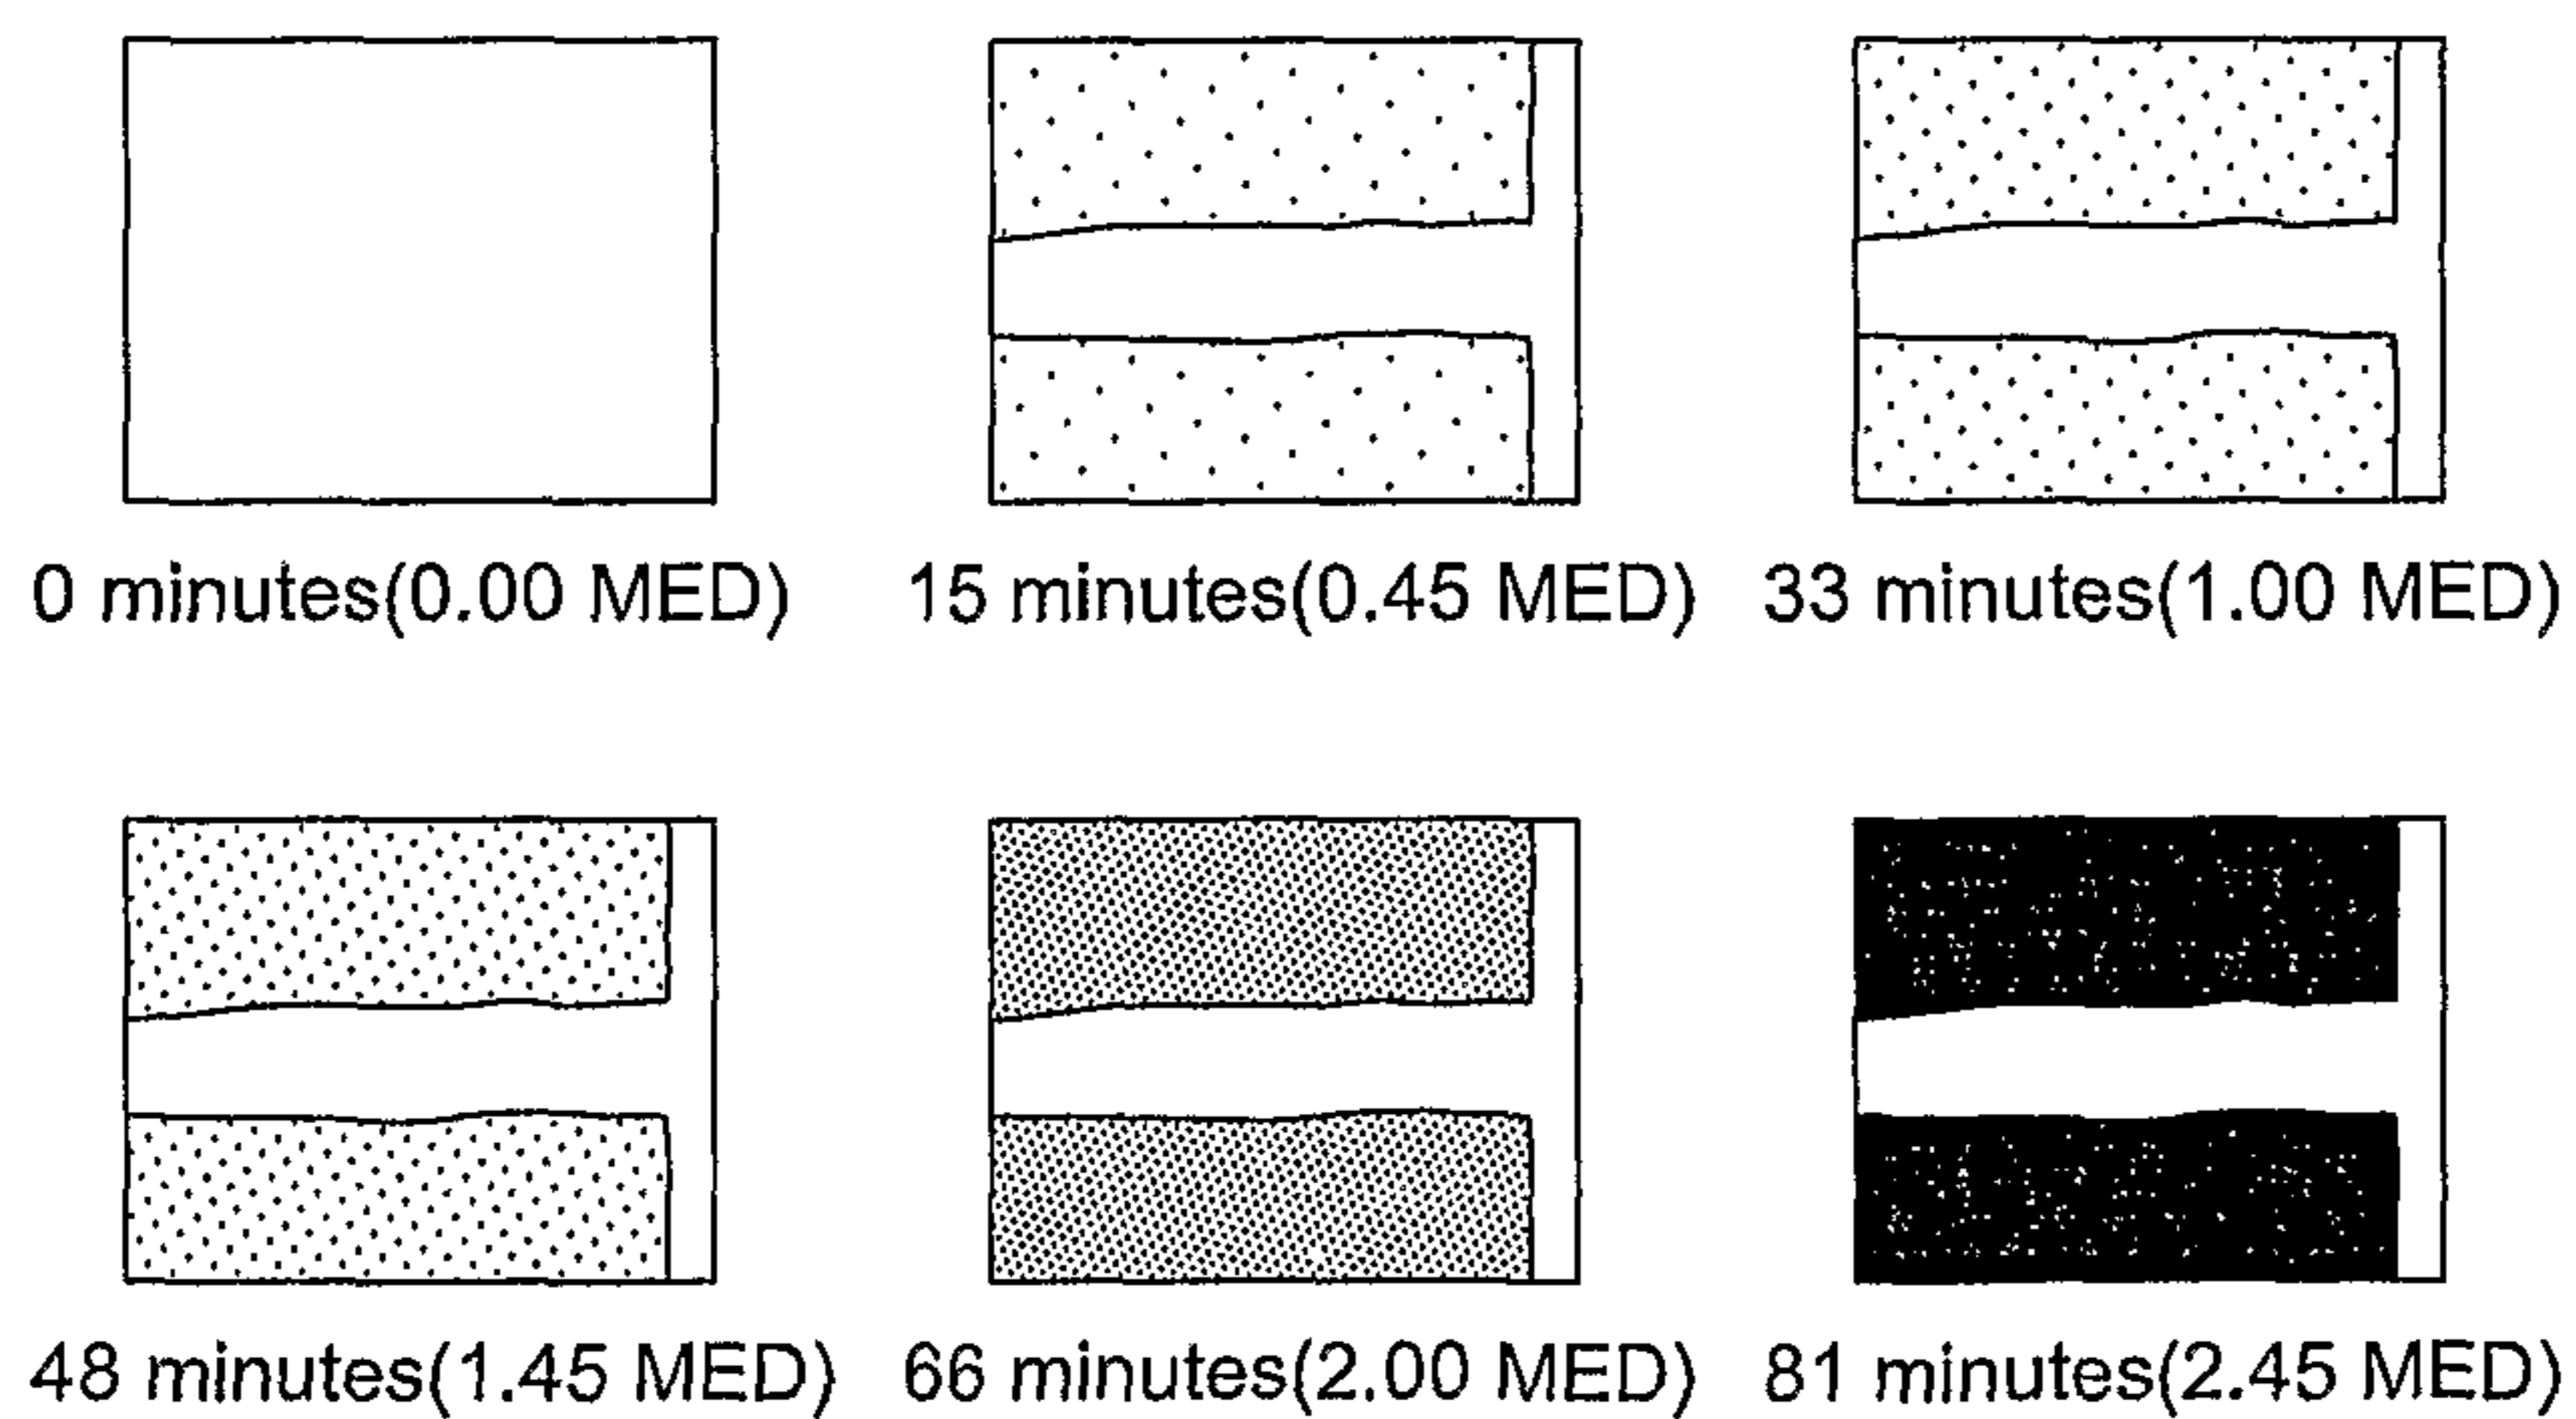 0 minutes(0.00 MED)
15 minutes(0.45 MED)
33 minutes(1.00 MED)
48 minutes(1.45 MED)
66 minutes(2.00 MED)
81 minutes(2.45 MED)